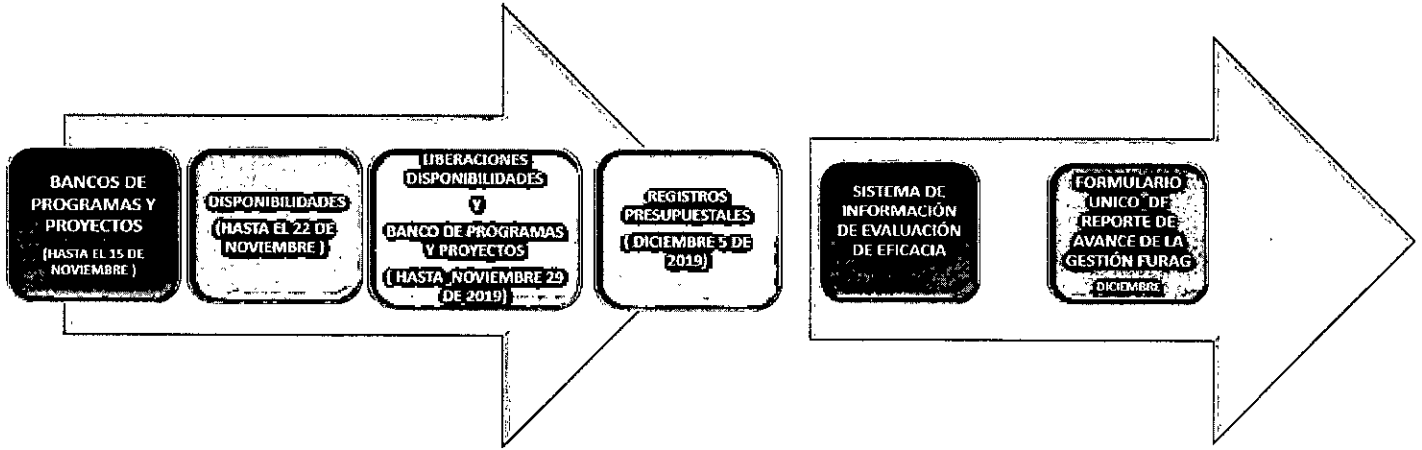 BANCOS DE
PROGRAMAS Y
PROYECTOS
(HASTA EL 15 DE
NOVIEMBRE )
DISPONIBILIDADES
(HASTA EL 22 DE
NOVIEMBRE )
LIBERACIONES
DISPONIBILIDADES
Y
BANCO DE PROGRAMAS
Y PROYECTOS
( HASTA NOVIEMBRE 29
DE 2019)
REGISTROS
PRESUPUESTALES
( DICIEMBRE 5 DE
2019)
SISTEMA DE
INFORMACIÓN
DE EVALUACIÓN
DE EFICACIA
FORMULARIO
UNICO DE
REPORTE DE
AVANCE DE LA
GESTIÓN FURAG
DICIEMBRE